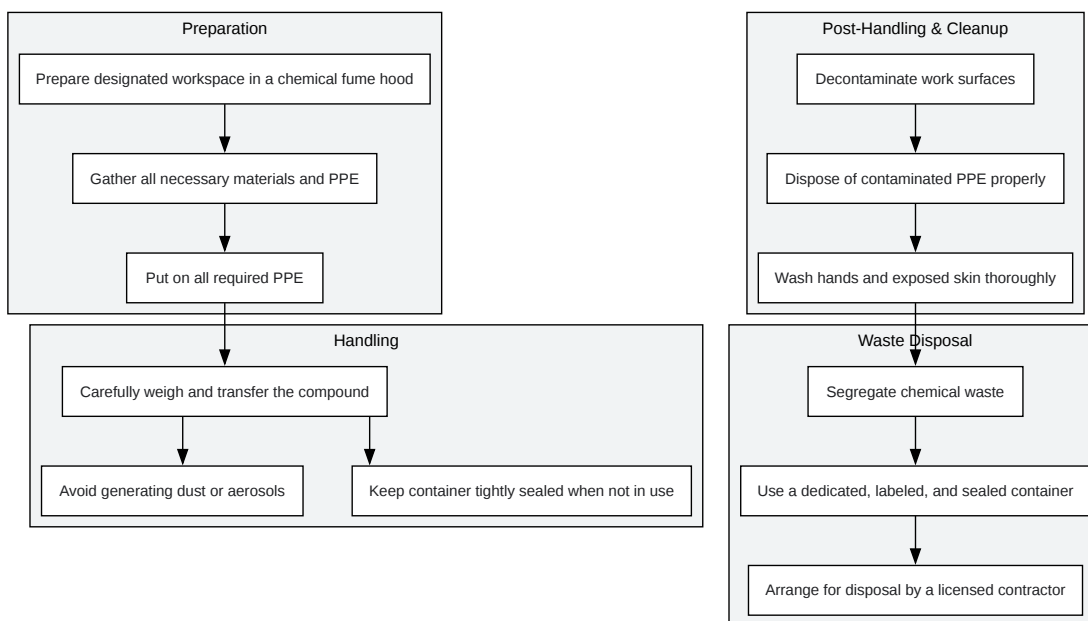 Preparation
Prepare designated workspace in a chemical fume hood
Gather all necessary materials and PPE
Put on all required PPE
Handling
Carefully weigh and transfer the compound
Avoid generating dust or aerosols
Keep container tightly sealed when not in use
Post-Handling & Cleanup
Decontaminate work surfaces
Dispose of contaminated PPE properly
Wash hands and exposed skin thoroughly
Waste Disposal
Segregate chemical waste
Use a dedicated, labeled, and sealed container
Arrange for disposal by a licensed contractor